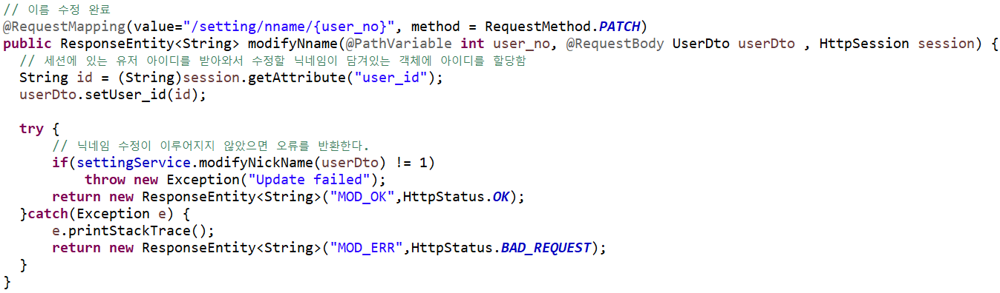 // 이름 수정 완료
@RequestMapping(value="/setting/nname/{user_no}", method = RequestMethod.PATCH)
public ResponseEntity<String> modifyNname(@PathVariable int user_no, @RequestBody UserDto userDto , HttpSession session) {
// 세션에 있는 유저 아이디를 받아와서 수정할 닉네임이 담겨있는 객체에 아이디를 할당함
String id = (String)session.getAttribute("user_id");
userDto.setUser_id(id);
try {
// 닉네임 수정이 이루어지지 않았으면 오류를 반환한다.
if(settingService.modifyNickName(userDto) != 1)
throw new Exception("Update failed");
return new ResponseEntity<String>("MOD_OK",HttpStatus.OK);
}catch(Exception e) {
e.printStackTrace();
return new ResponseEntity<String>("MOD_ERR",HttpStatus.BAD_REQUEST);
}
}